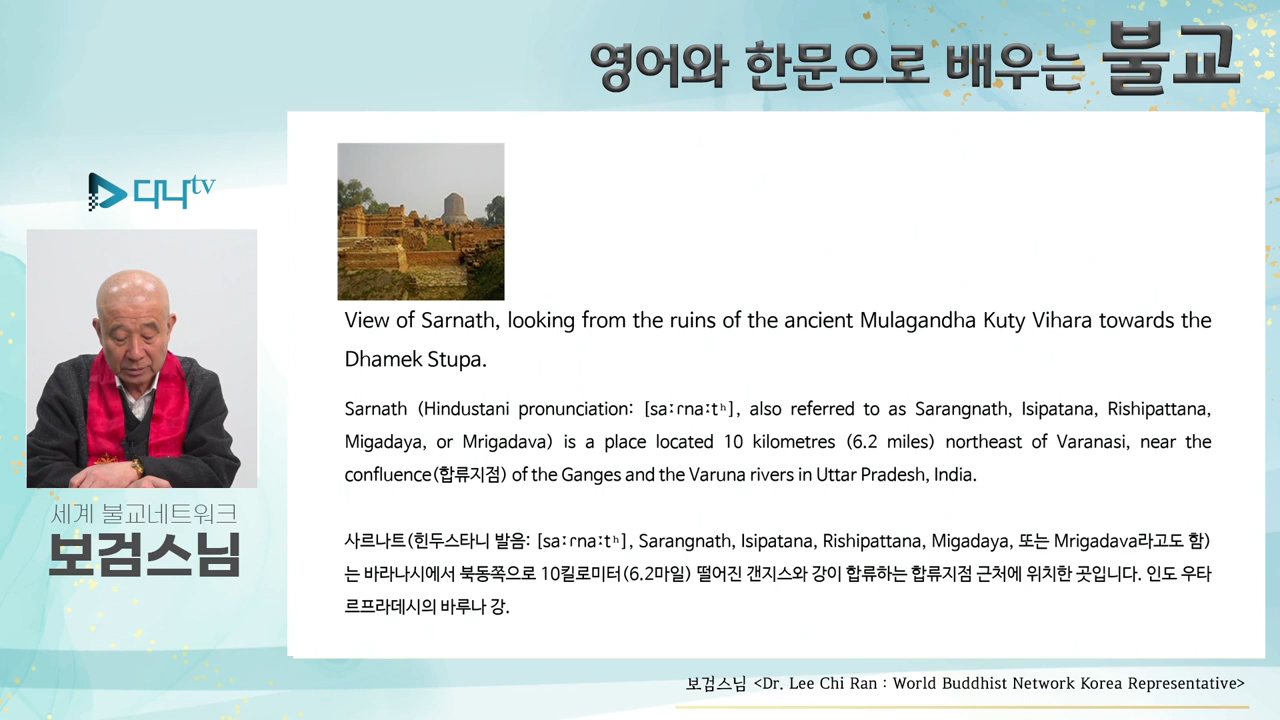 영어와 한문으로 배우는 불교
디나tv
View of Sarnath, looking from the ruins of the ancient Mulagandha Kuty Vihara towards the
Dhamek Stupa.
Sarnath (Hindustani pronunciation: [saːɾnaːtʰ], also referred to as Sarangnath, Isipatana, Rishipattana,
Migadaya, or Mrigadava) is a place located 10 kilometres (6.2 miles) northeast of Varanasi, near the
confluence(합류지점) of the Ganges and the Varuna rivers in Uttar Pradesh, India.
사르나트(힌두스타니 발음: [saːɾnaːtʰ], Sarangnath, Isipatana, Rishipattana, Migadaya, 또는 Mrigadava라고도 함)
는 바라나시에서 북동쪽으로 10킬로미터(6.2마일) 떨어진 갠지스와 강이 합류하는 합류지점 근처에 위치한 곳입니다. 인도 우타
르프라데시의 바루나 강.
세계 불교네트워크
보검스님
보검스님 <Dr. Lee Chi Ran : World Buddhist Network Korea Representative>